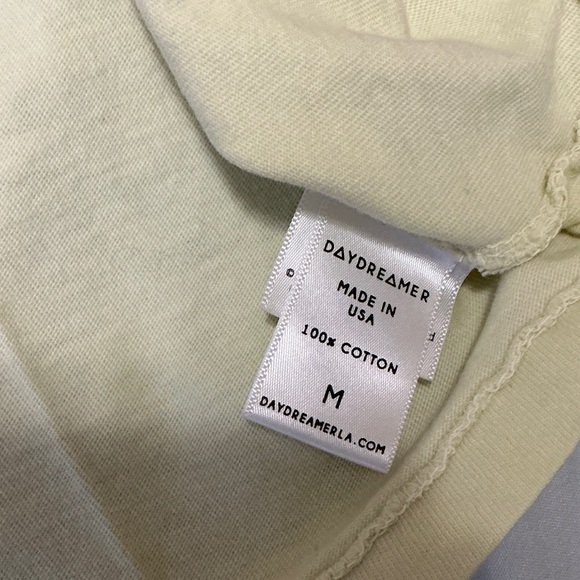 DAYDREAMER
MADE IN
USA
100% COTTON
M
DAYDREAMERLA.COM
©
F